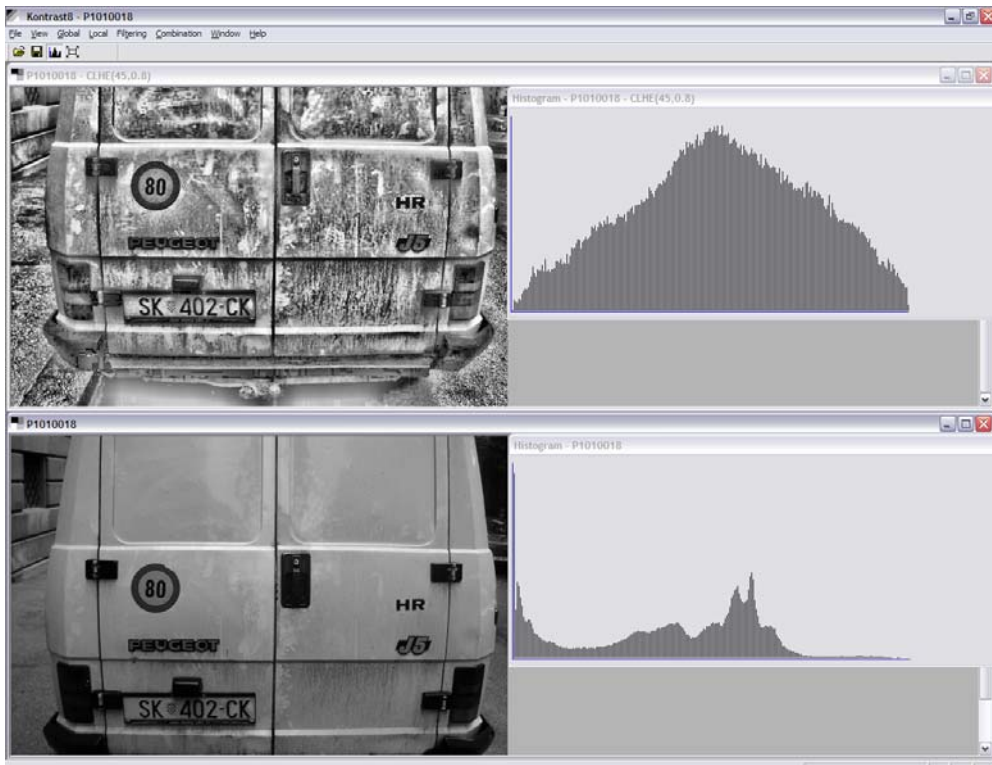 Kontrast8 - P1010018
File View Global Local Filtering Combination Window Help
P1010018 - CLHE(45,0.8)
Histogram - P1010018 - CLHE(45,0.8)
80
HR
PEUGEOT
J5
SK 402-CK
P1010018
Histogram - P1010018
80
HR
PEUGEOT
J5
SK 402-CK